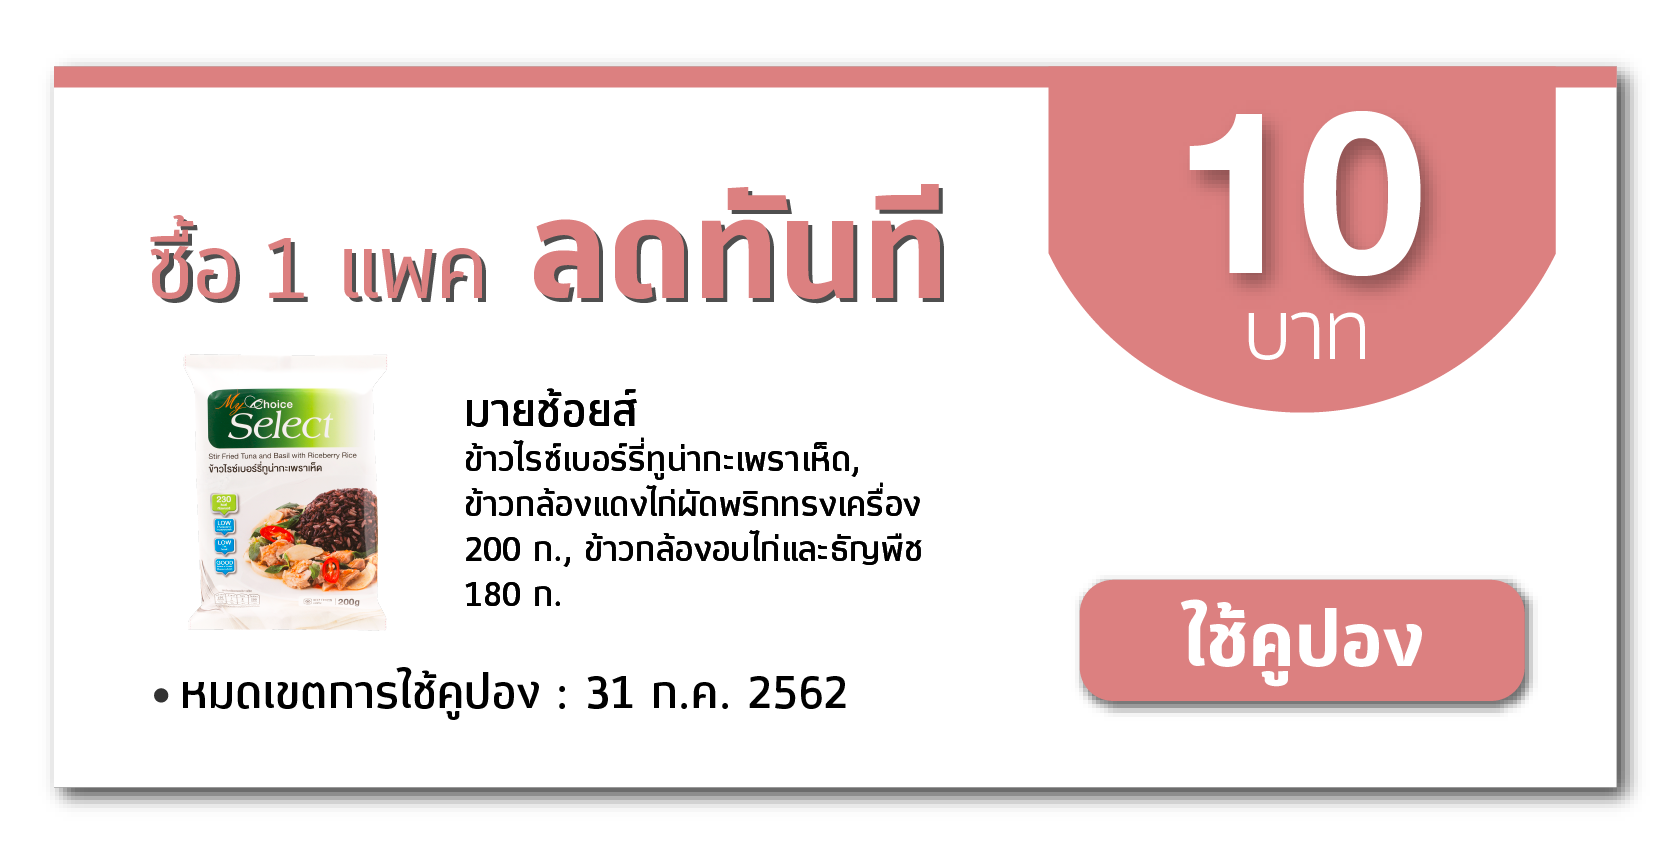 10
บาท
ซื้อ 1 แพค ลดทันที
My Choice
Select
Stir Fried Tuna and Basil with Riceberry Rice
ข้าวไรซ์เบอร์รี่ทูน่ากะเพราเห็ด
230
LOW
LOW
GOOD
200g
มายช้อยส์
ข้าวไรซ์เบอร์รี่ทูน่ากะเพราเห็ด,
ข้าวกล้องแดงไก่ผัดพริกทรงเครื่อง
200 ก., ข้าวกล้องอบไก่และธัญพืช
180 ก.
ใช้คูปอง
• หมดเขตการใช้คูปอง : 31 ก.ค. 2562